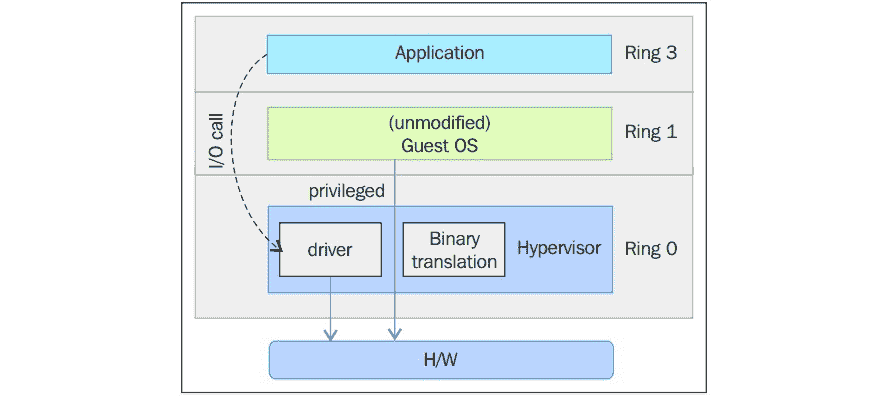 Application
Ring 3
I/O call
(unmodified)
Guest OS
Ring 1
privileged
driver
Binary
translation
Hypervisor
Ring 0
H/W